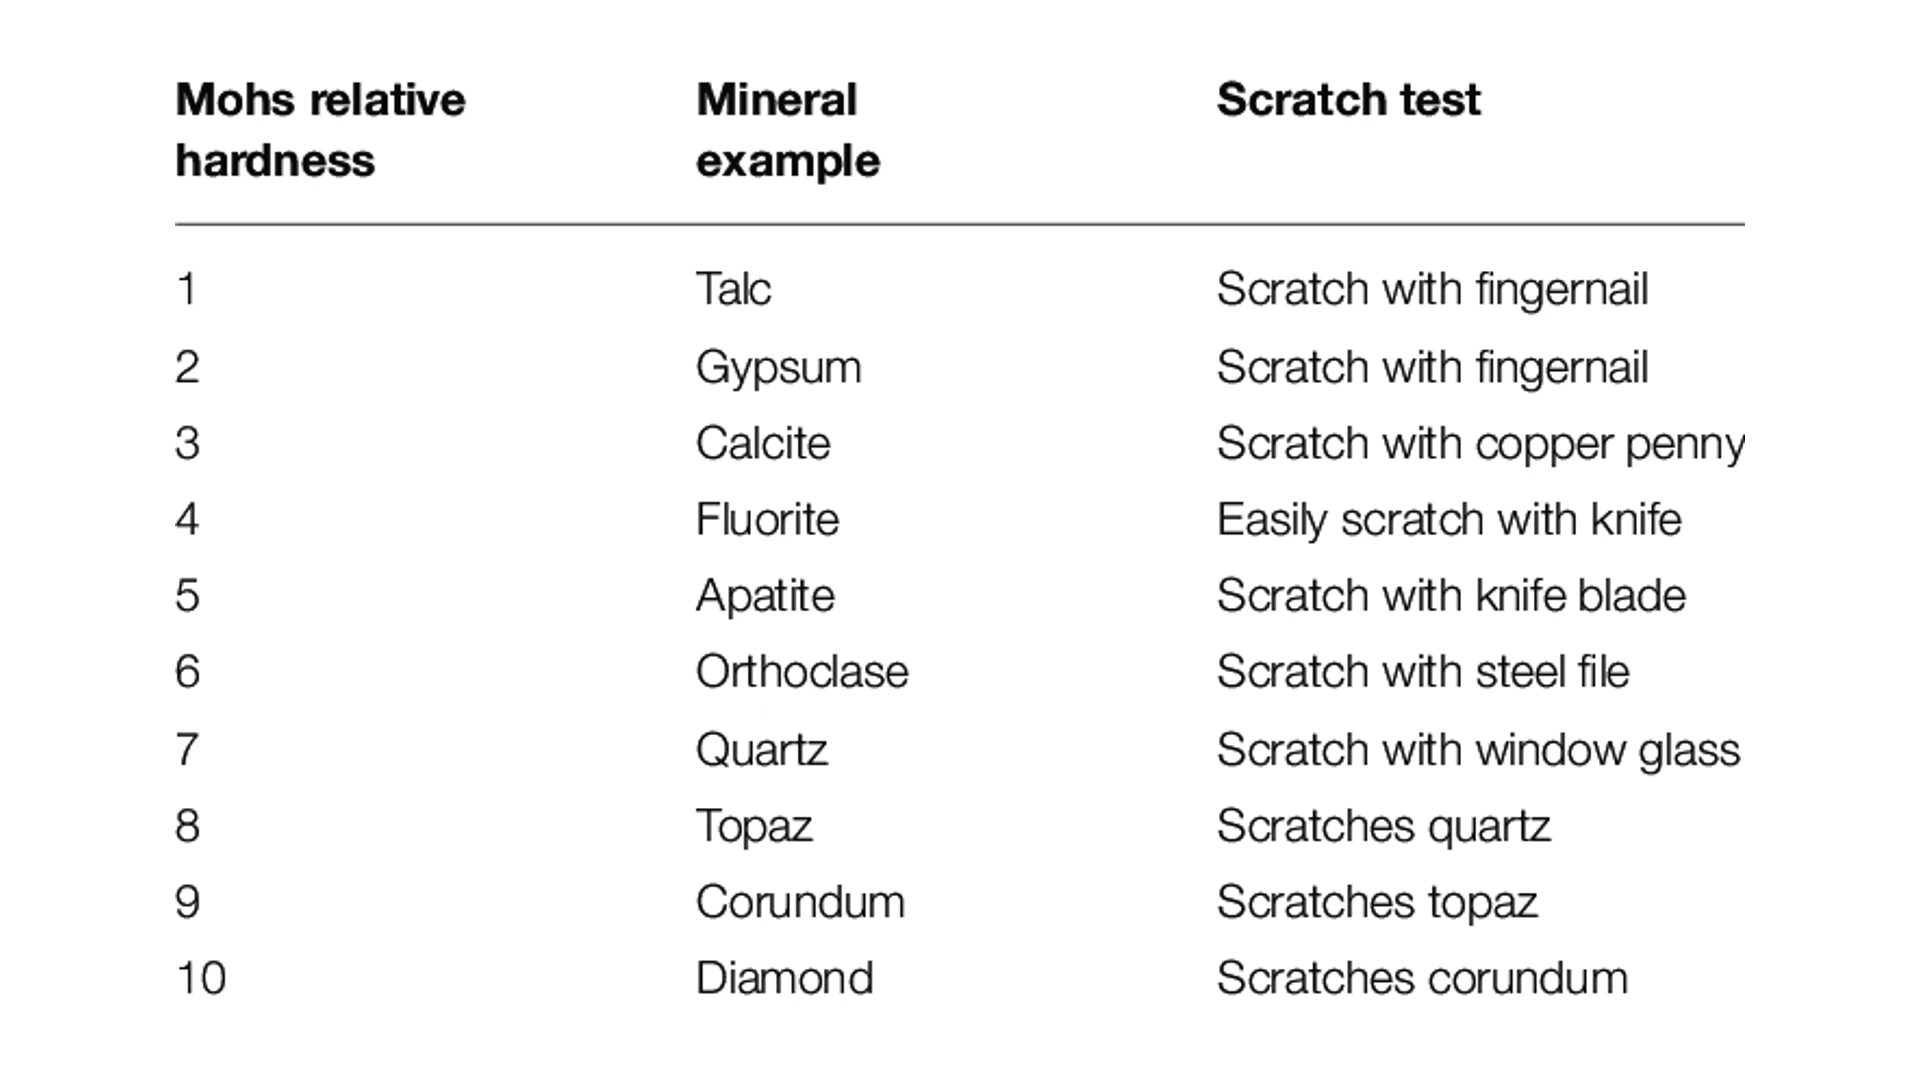 Mohs relative hardness Mineral example Scratch test
1 Talc Scratch with fingernail
2 Gypsum Scratch with fingernail
3 Calcite Scratch with copper penny
4 Fluorite Easily scratch with knife
5 Apatite Scratch with knife blade
6 Orthoclase Scratch with steel file
7 Quartz Scratch with window glass
8 Topaz Scratches quartz
9 Corundum Scratches topaz
10 Diamond Scratches corundum